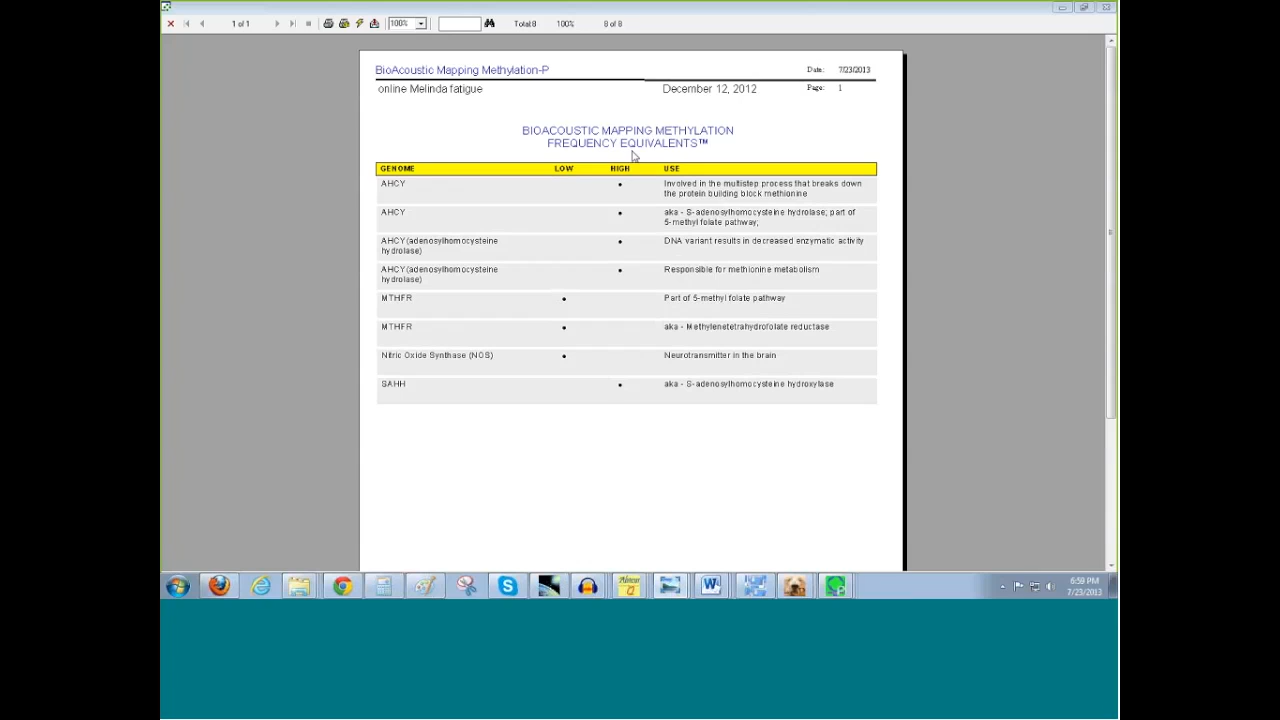 1 of 1
100%
Total:8
100%
8 of 8
BioAcoustic Mapping Methylation-P
Date: 7/23/2013
online Melinda fatigue
December 12, 2012
Page: 1
BIOACOUSTIC MAPPING METHYLATION
FREQUENCY EQUIVALENTS™
GENOME LOW HIGH USE
AHCY • Involved in the multistep process that breaks down
the protein building block methionine
AHCY • aka - S-adenosylhomocysteine hydrolase; part of
5-methyl folate pathway;
AHCY(adenosylhomocysteine • DNA variant results in decreased enzymatic activity
hydrolase)
AHCY(adenosylhomocysteine • Responsible for methionine metabolism
hydrolase)
MTHFR • Part of 5-methyl folate pathway
MTHFR • aka - Methylenetetrahydrofolate reductase
Nitric Oxide Synthase (NOS) • Neurotransmitter in the brain
SAHH • aka - S-adenosylhomocysteine hydroxylase
6:59 PM
7/23/2013